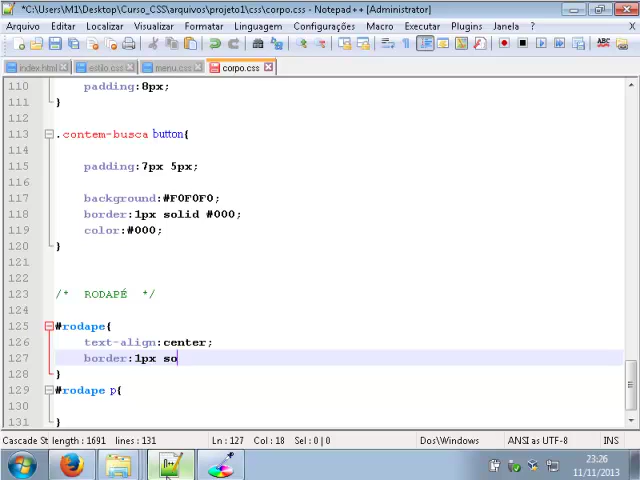 *C:\Users\M1\Desktop\Curso_CSS\arquivos\projeto1\css\corpo.css - Notepad++ [Administrator]
Arquivo Editar Localizar Visualizar Formatar Linguagem Configurações Macro Executar Plugins Janela ? X
index.html estilo.css menu.css corpo.css
110 padding:8px;
111 }
112
113 .contem-busca button{
114
115 padding:7px 5px;
116
117 background:#F0F0F0;
118 border:1px solid #000;
119 color:#000;
120 }
121
122
123 /* RODAPÉ */
124
125 #rodape{
126 text-align:center;
127 border:1px so
128 }
129 #rodape p{
130
131 }
Cascade St length : 1691 lines : 131 Ln : 127 Col : 18 Sel : 0 | 0 Dos\Windows ANSI as UTF-8 INS
23:26
11/11/2013